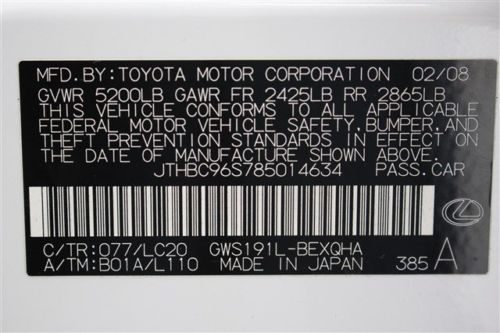 MFD.BY:TOYOTA MOTOR CORPORATION 02/08
GVWR 5200LB GAWR FR 2425LB RR 2865LB
THIS VEHICLE CONFORMS TO ALL APPLICABLE
FEDERAL MOTOR VEHICLE SAFETY,BUMPER,AND
THEFT PREVENTION STANDARDS IN EFFECT ON
THE DATE OF MANUFACTURE SHOWN ABOVE.
JTHBC96S785014634 PASS.CAR
C/TR:077/LC20 GWS191L-BEXQHA
A/TM:B01A/L110 MADE IN JAPAN 385 A